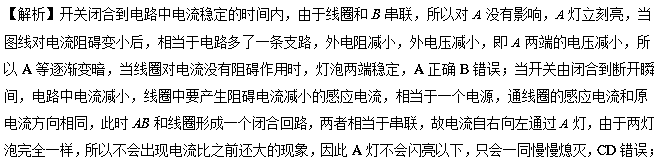 【解析】开关闭合到电路中电流稳定的时间内，由于线圈和 B 串联，所以对 A 没有影响，A 灯立刻亮，当
图线对电流阻碍变小后，相当于电路多了一条支路，外电阻减小，外电压减小，即 A 两端的电压减小，所
以 A 等逐渐变暗，当线圈对电流没有阻碍作用时，灯泡两端稳定，A 正确 B 错误；当开关由闭合到断开瞬
间，电路中电流减小，线圈中要产生阻碍电流减小的感应电流，相当于一个电源，通线圈的感应电流和原
电流方向相同，此时 AB 和线圈形成一个闭合回路，两者相当于串联，故电流自右向左通过 A 灯，由于两灯
泡完全一样，所以不会出现电流比之前还大的现象，因此 A 灯不会闪亮以下，只会一同慢慢熄灭，CD 错误；